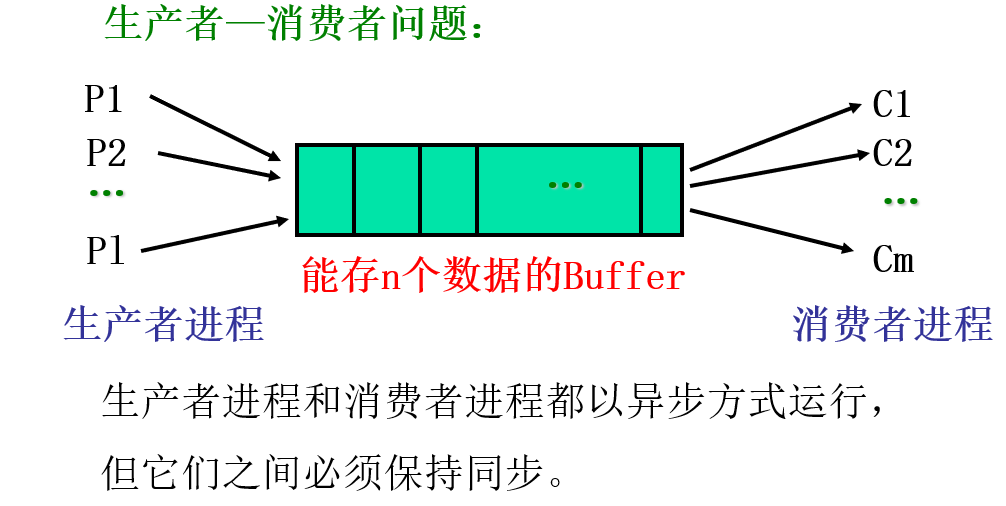 生产者—消费者问题：
P1
C1
P2
C2
…
…
…
Pl
Cm
能存n个数据的Buffer
生产者进程
消费者进程
生产者进程和消费者进程都以异步方式运行，
但它们之间必须保持同步。